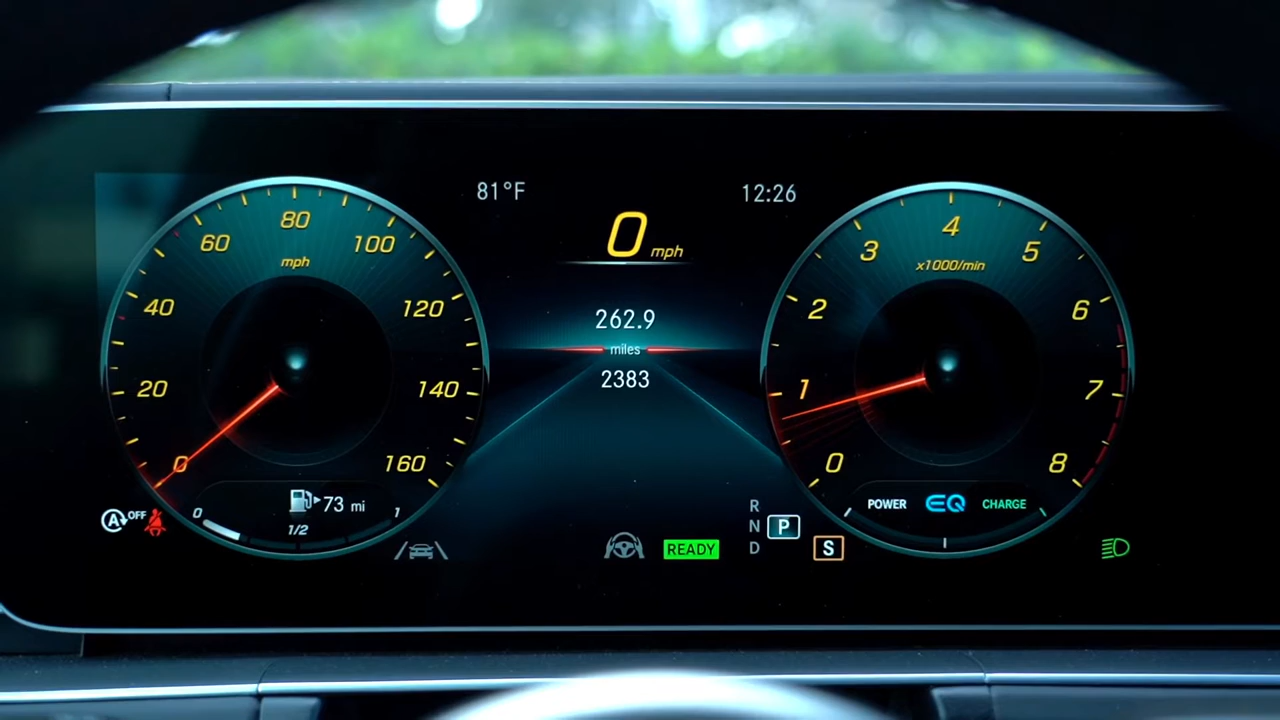 81°F
12:26
0 mph
262.9
miles
2383
80
60
100
mph
40
120
20
140
0
160
73 mi
0
1
1/2
A OFF
4
3
5
x1000/min
2
6
1
7
0
8
POWER EQ CHARGE
READY
R
N
P
D
S